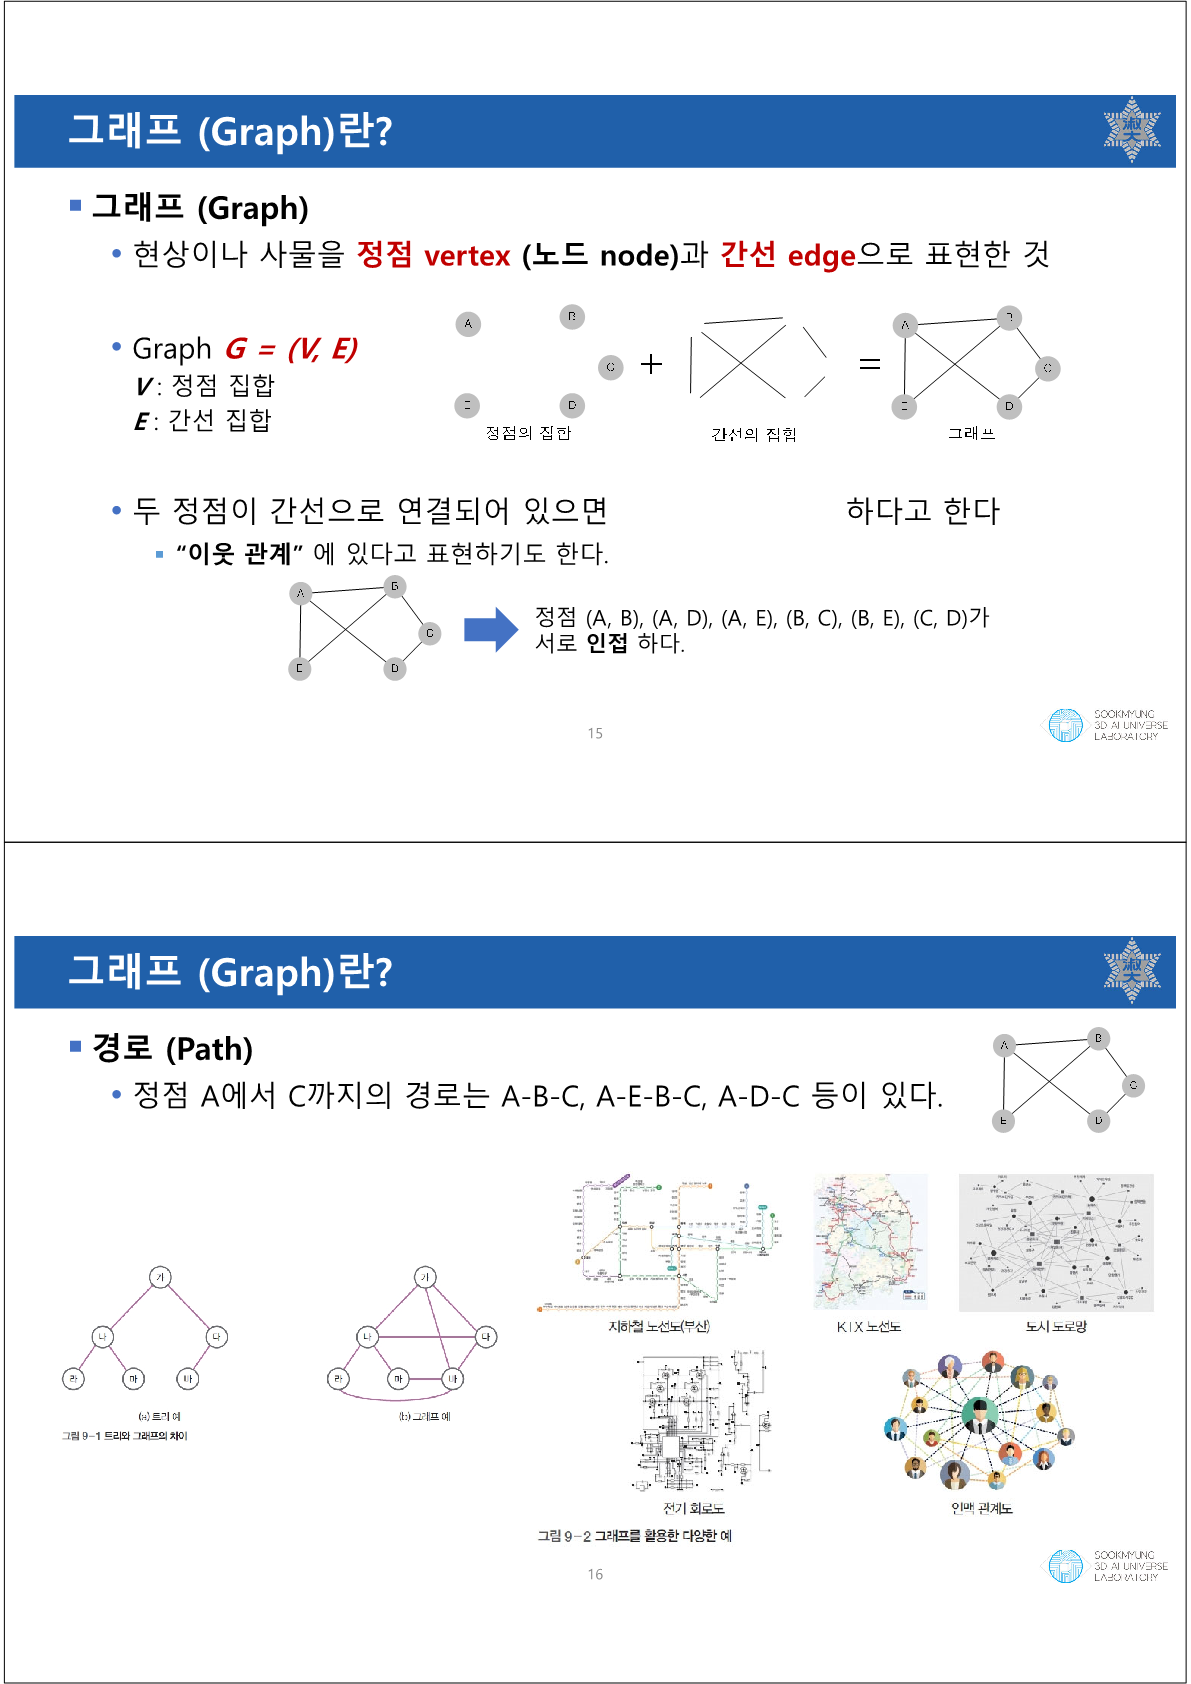 그래프 (Graph)란?
그래프 (Graph)
현상이나 사물을 정점 vertex (노드 node)과 간선 edge으로 표현한 것
Graph G = (V, E)
V : 정점 집합
E : 간선 집합
A
B
C
E
D
정점의 집합
+
간선의 집합
=
A
B
C
E
D
그래프
두 정점이 간선으로 연결되어 있으면 하다고 한다
“이웃 관계” 에 있다고 표현하기도 한다.
A
B
C
E
D
정점 (A, B), (A, D), (A, E), (B, C), (B, E), (C, D)가
서로 인접 하다.
15
SOOKMYUNG
3D AI UNIVERSE
LABORATORY
그래프 (Graph)란?
경로 (Path)
정점 A에서 C까지의 경로는 A-B-C, A-E-B-C, A-D-C 등이 있다.
A
B
C
E
D
가
나
다
라
마
바
(a) 트리 예
가
나
다
라
마
바
(b) 그래프 예
그림 9-1 트리와 그래프의 차이
지하철 노선도(부산)
KTX 노선도
도시 도로망
전기 회로도
인맥 관계도
그림 9-2 그래프를 활용한 다양한 예
16
SOOKMYUNG
3D AI UNIVERSE
LABORATORY